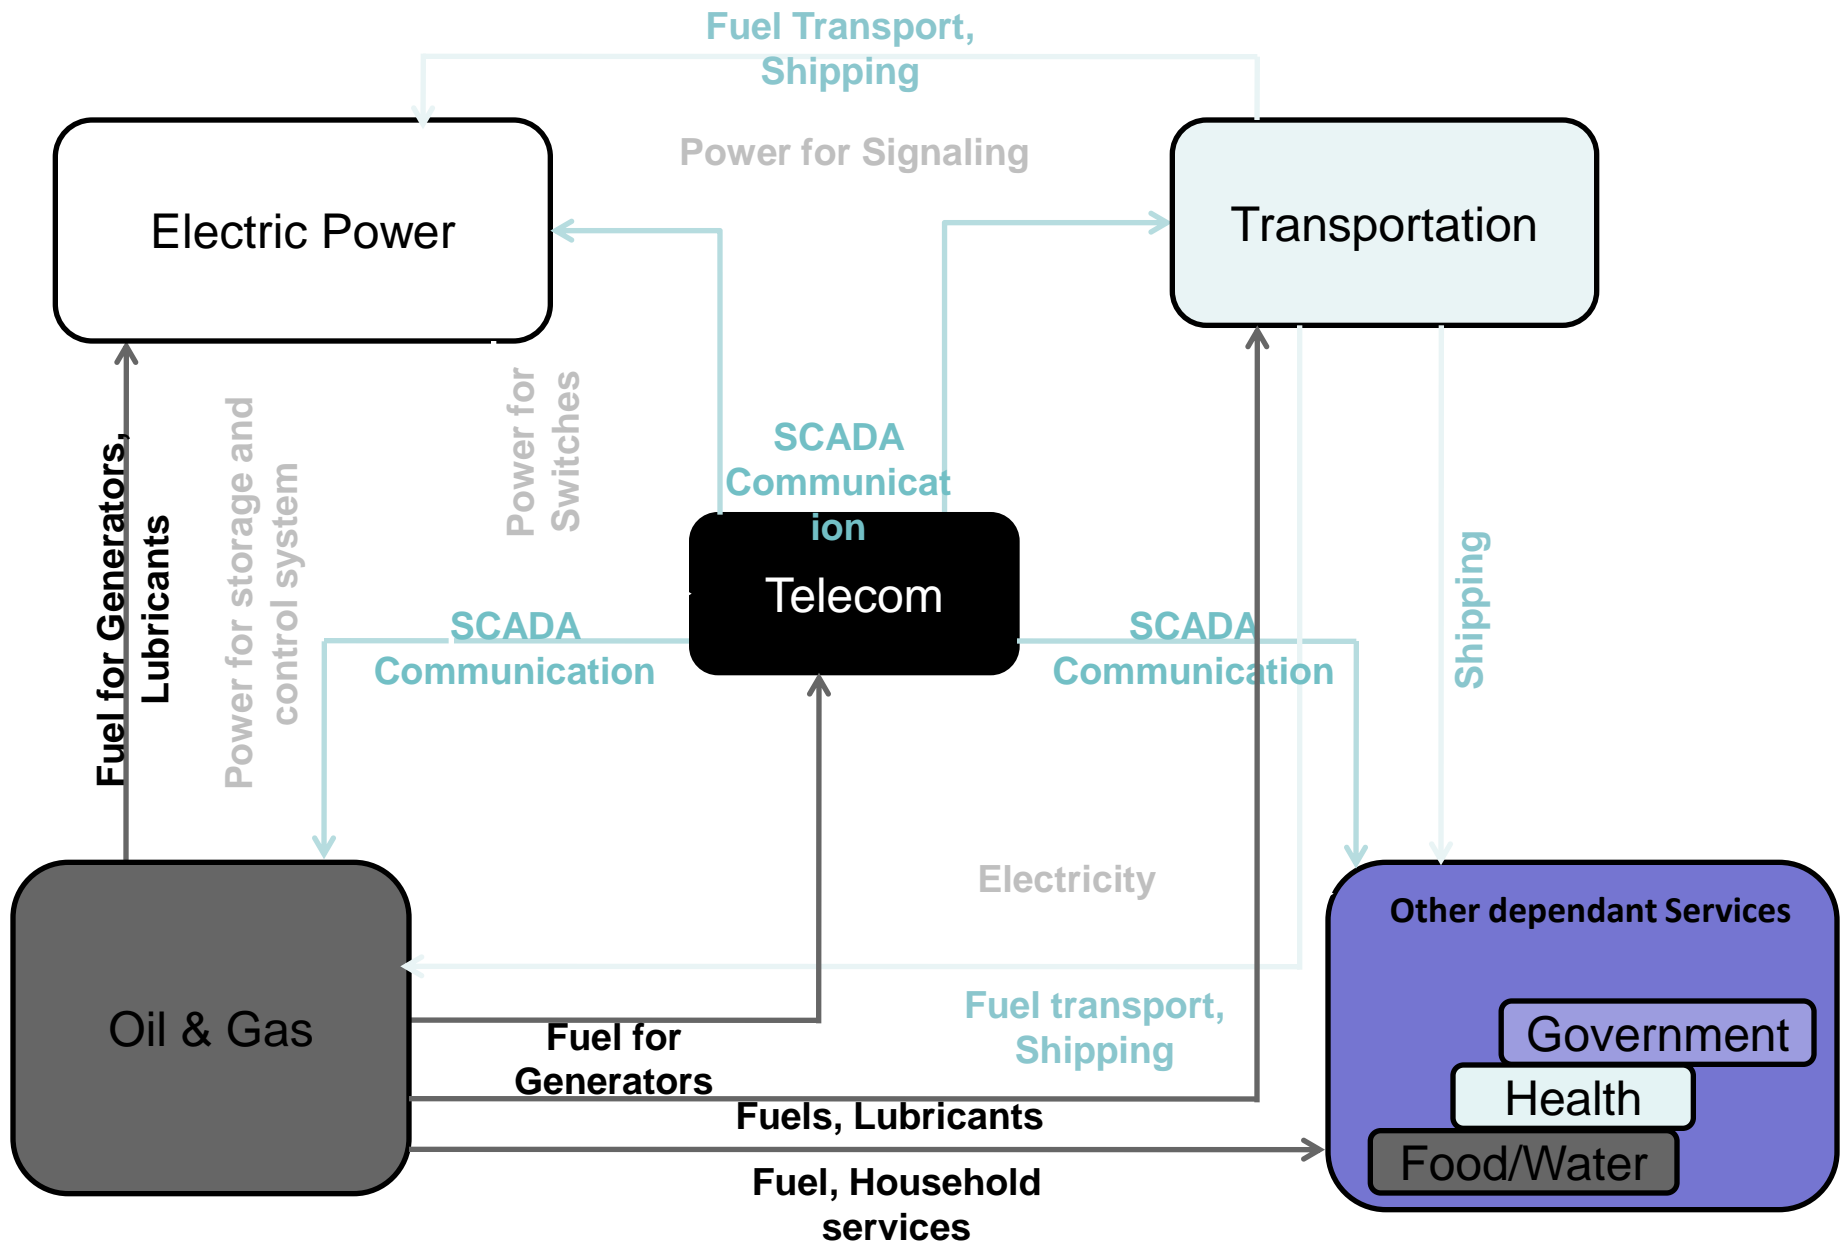 Fuel Transport,
Shipping
Power for Signaling
Electric Power
Transportation
Power for
Switches
SCADA
Communicat
ion
Fuel for Generators,
Lubricants
Power for storage and
control system
Telecom
SCADA
Communication
SCADA
Communication
Shipping
Electricity
Other dependant Services
Oil & Gas
Fuel for
Generators
Fuel transport,
Shipping
Government
Health
Fuels, Lubricants
Food/Water
Fuel, Household
services